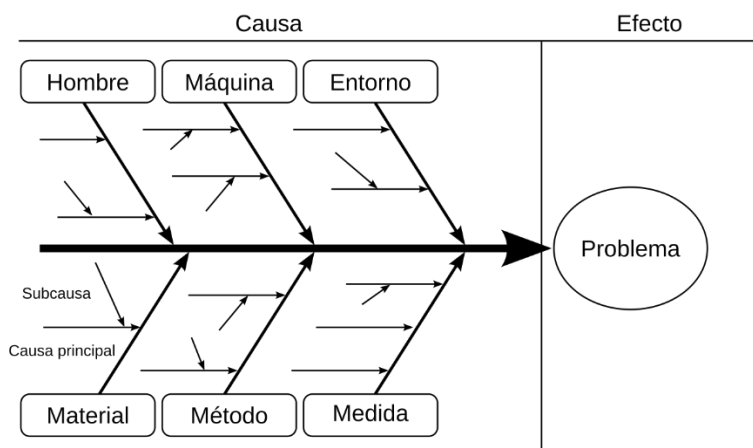 Causa
Efecto
Hombre
Máquina
Entorno
Problema
Subcausa
Causa principal
Material
Método
Medida